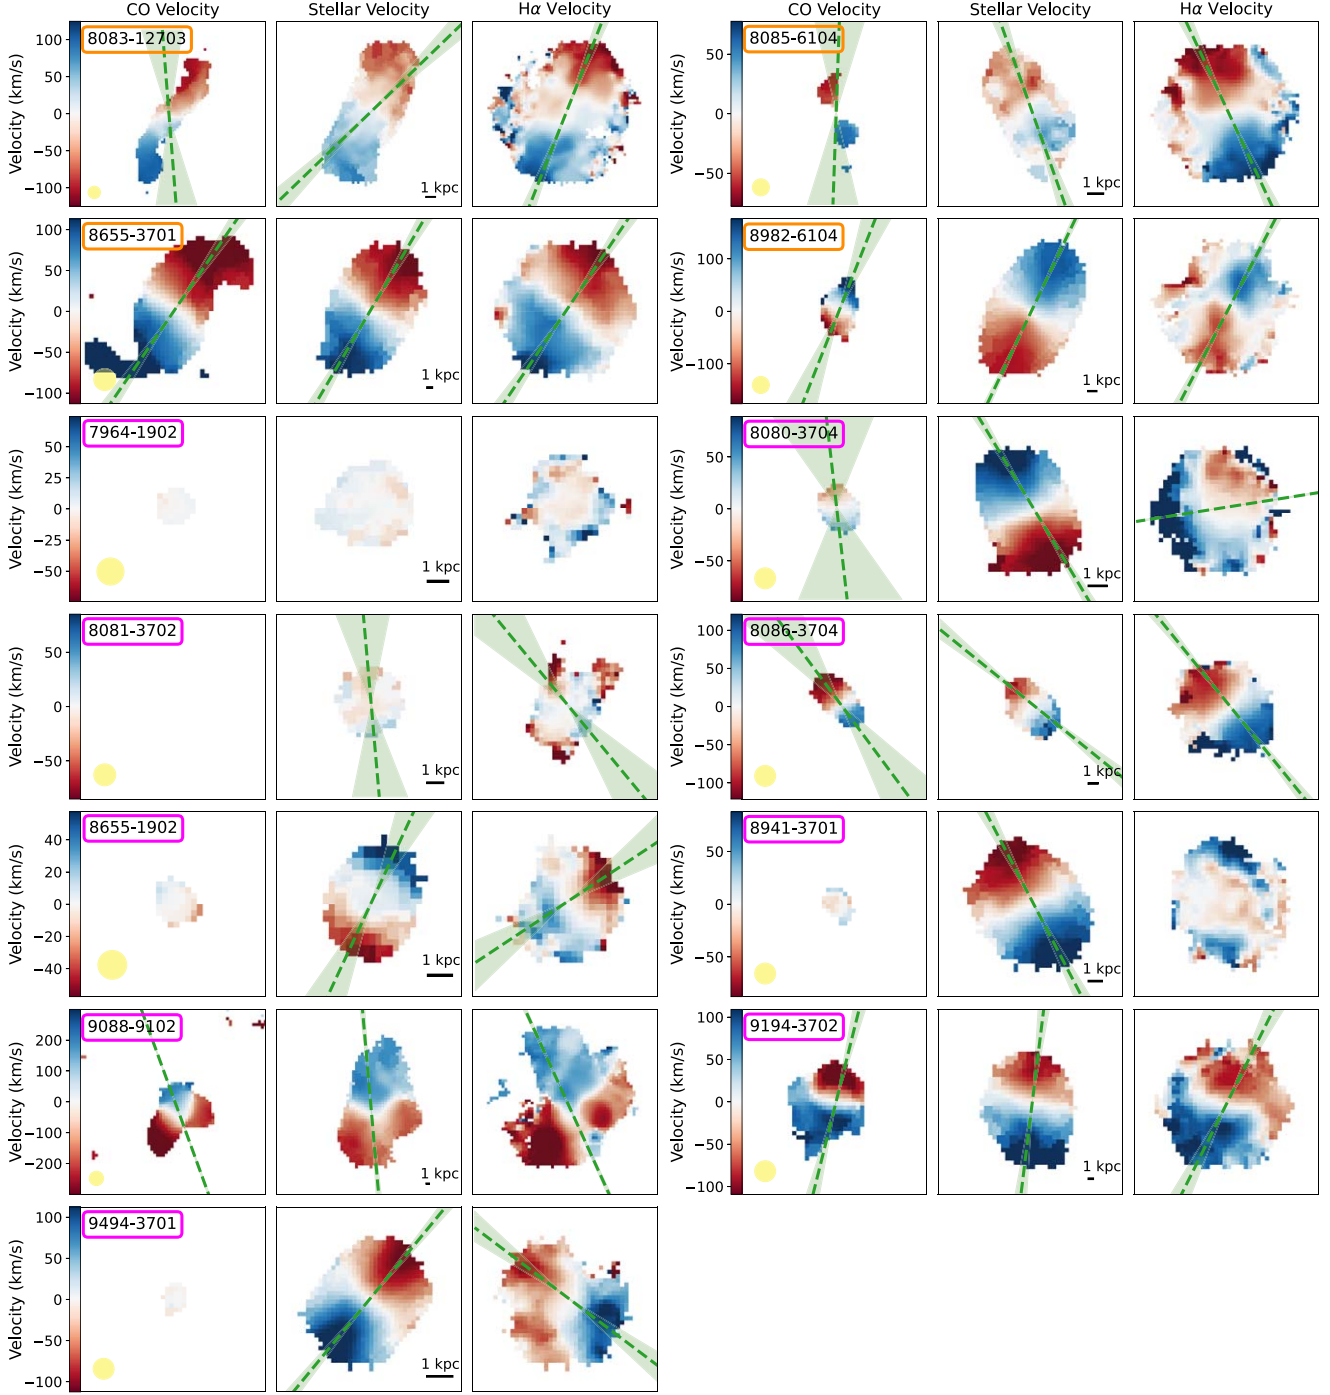 CO Velocity Stellar Velocity Hα Velocity CO Velocity Stellar Velocity Hα Velocity
8083-12703
Velocity (km/s)
100
50
0
−50
−100
1 kpc
8085-6104
Velocity (km/s)
50
0
−50
1 kpc
8655-3701
Velocity (km/s)
100
50
0
−50
−100
1 kpc
8982-6104
Velocity (km/s)
100
0
−100
1 kpc
7964-1902
Velocity (km/s)
50
25
0
−25
−50
1 kpc
8080-3704
Velocity (km/s)
50
0
−50
1 kpc
8081-3702
Velocity (km/s)
50
0
−50
1 kpc
8086-3704
Velocity (km/s)
100
50
0
−50
−100
1 kpc
8655-1902
Velocity (km/s)
40
20
0
−20
−40
1 kpc
8941-3701
Velocity (km/s)
50
0
−50
1 kpc
9088-9102
Velocity (km/s)
200
100
0
−100
−200
1 kpc
9194-3702
Velocity (km/s)
100
50
0
−50
−100
1 kpc
9494-3701
Velocity (km/s)
100
50
0
−50
−100
1 kpc